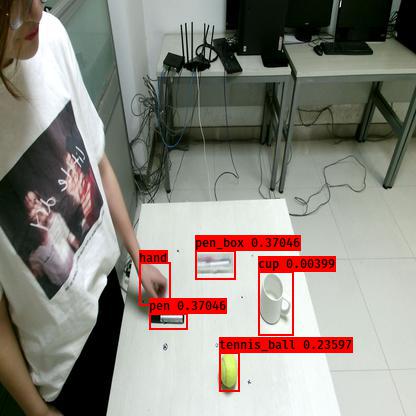 pen_box 0.37046
hand
cup 0.00399
pen 0.37046
tennis_ball 0.23597